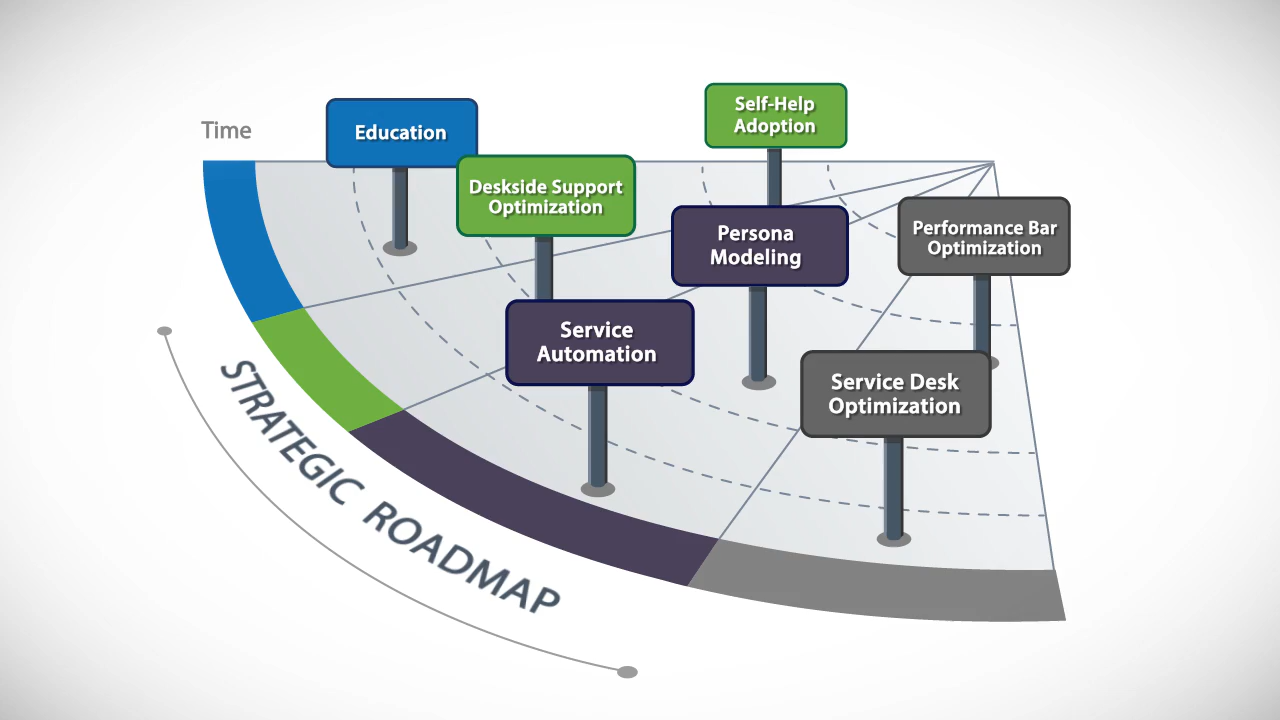 Time
Education
Self-Help
Adoption
Deskside Support
Optimization
Persona
Modeling
Performance Bar
Optimization
Service
Automation
Service Desk
Optimization
STRATEGIC ROADMAP